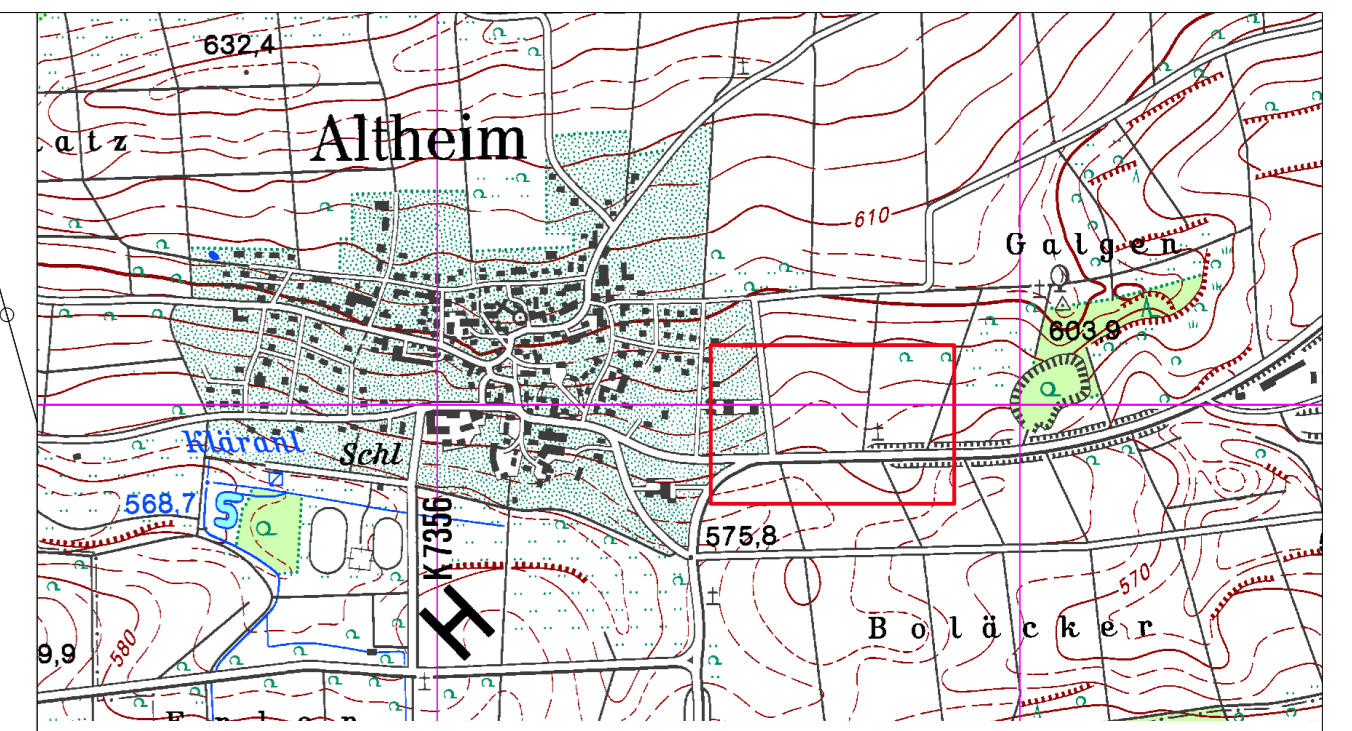 632,4
Altheim
610
Galgen
603,9
Kläranl
Schl
568,7
K 7356
575,8
570
Boläcker
580
9,9